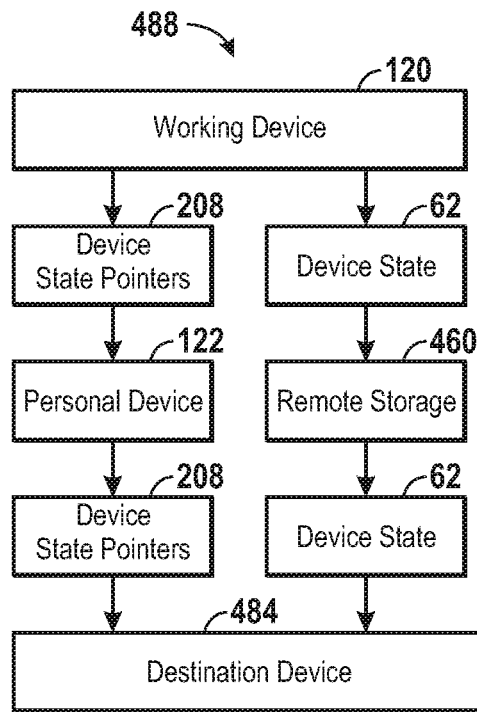 488
120
Working Device
208
62
Device
State Pointers
Device State
122
460
Personal Device
Remote Storage
208
62
Device
State Pointers
Device State
484
Destination Device